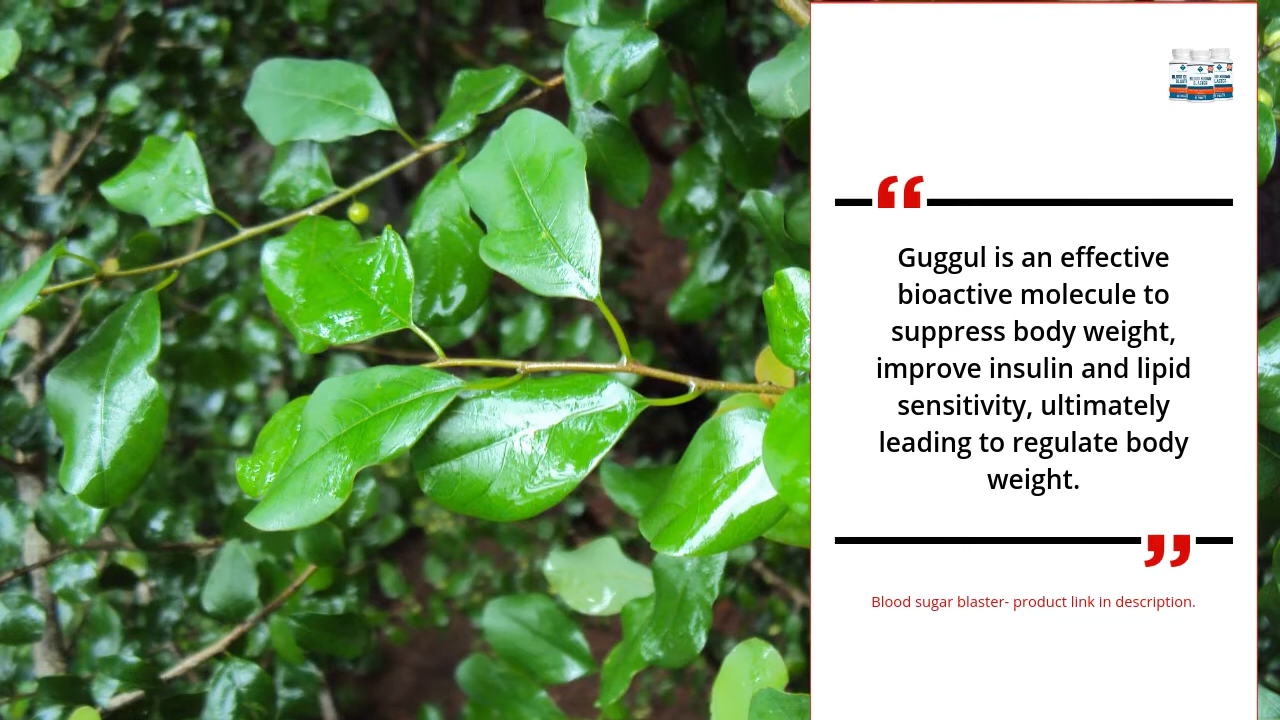 Guggul is an effective
bioactive molecule to
suppress body weight,
improve insulin and lipid
sensitivity, ultimately
leading to regulate body
weight.
Blood sugar blaster- product link in description.